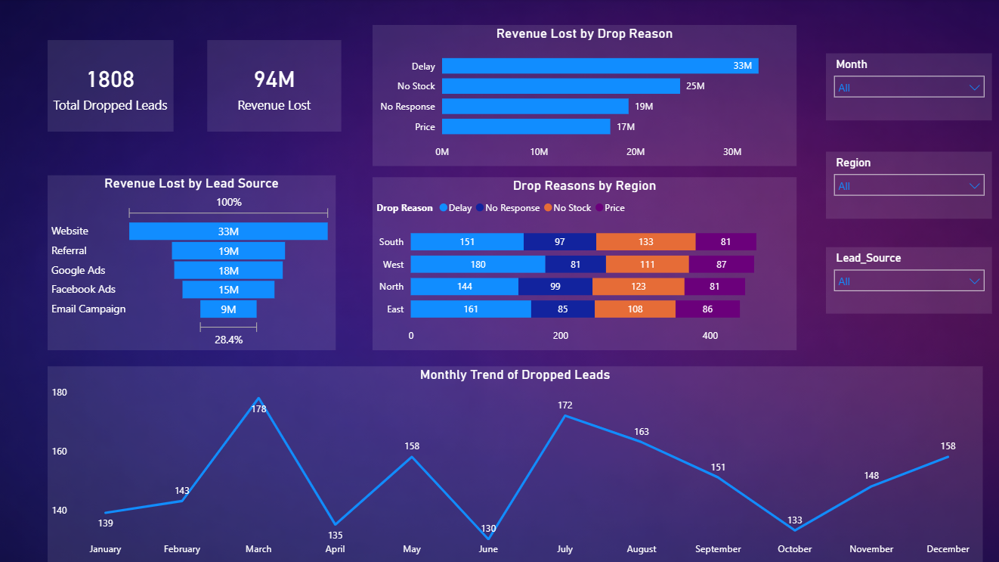 1808
Total Dropped Leads
94M
Revenue Lost
Revenue Lost by Drop Reason
Delay 33M
No Stock 25M
No Response 19M
Price 17M
0M 10M 20M 30M
Month
All
Region
All
Lead_Source
All
Revenue Lost by Lead Source
100%
Website 33M
Referral 19M
Google Ads 18M
Facebook Ads 15M
Email Campaign 9M
28.4%
Drop Reasons by Region
Drop Reason Delay No Response No Stock Price
South 151 97 133 81
West 180 81 111 87
North 144 99 123 81
East 161 85 108 86
0 200 400
Monthly Trend of Dropped Leads
180
160
140
139 143 178 135 158 130 172 163 151 133 148 158
January February March April May June July August September October November December